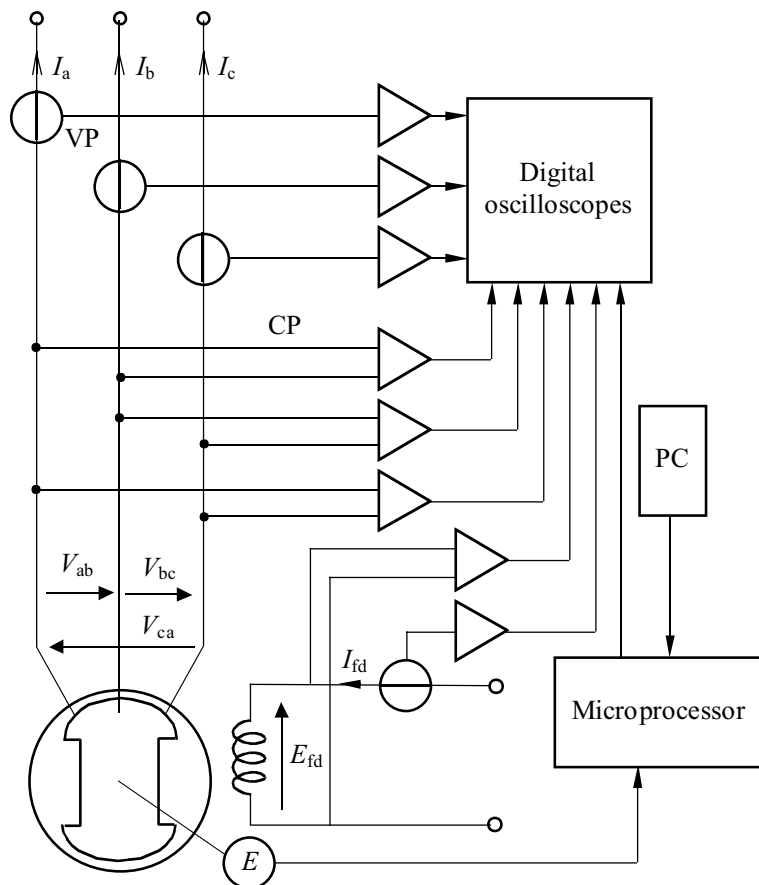 I_a
I_b
I_c
VP
Digital
oscilloscopes
CP
PC
V_ab
V_bc
V_ca
I_fd
Microprocessor
E_fd
E